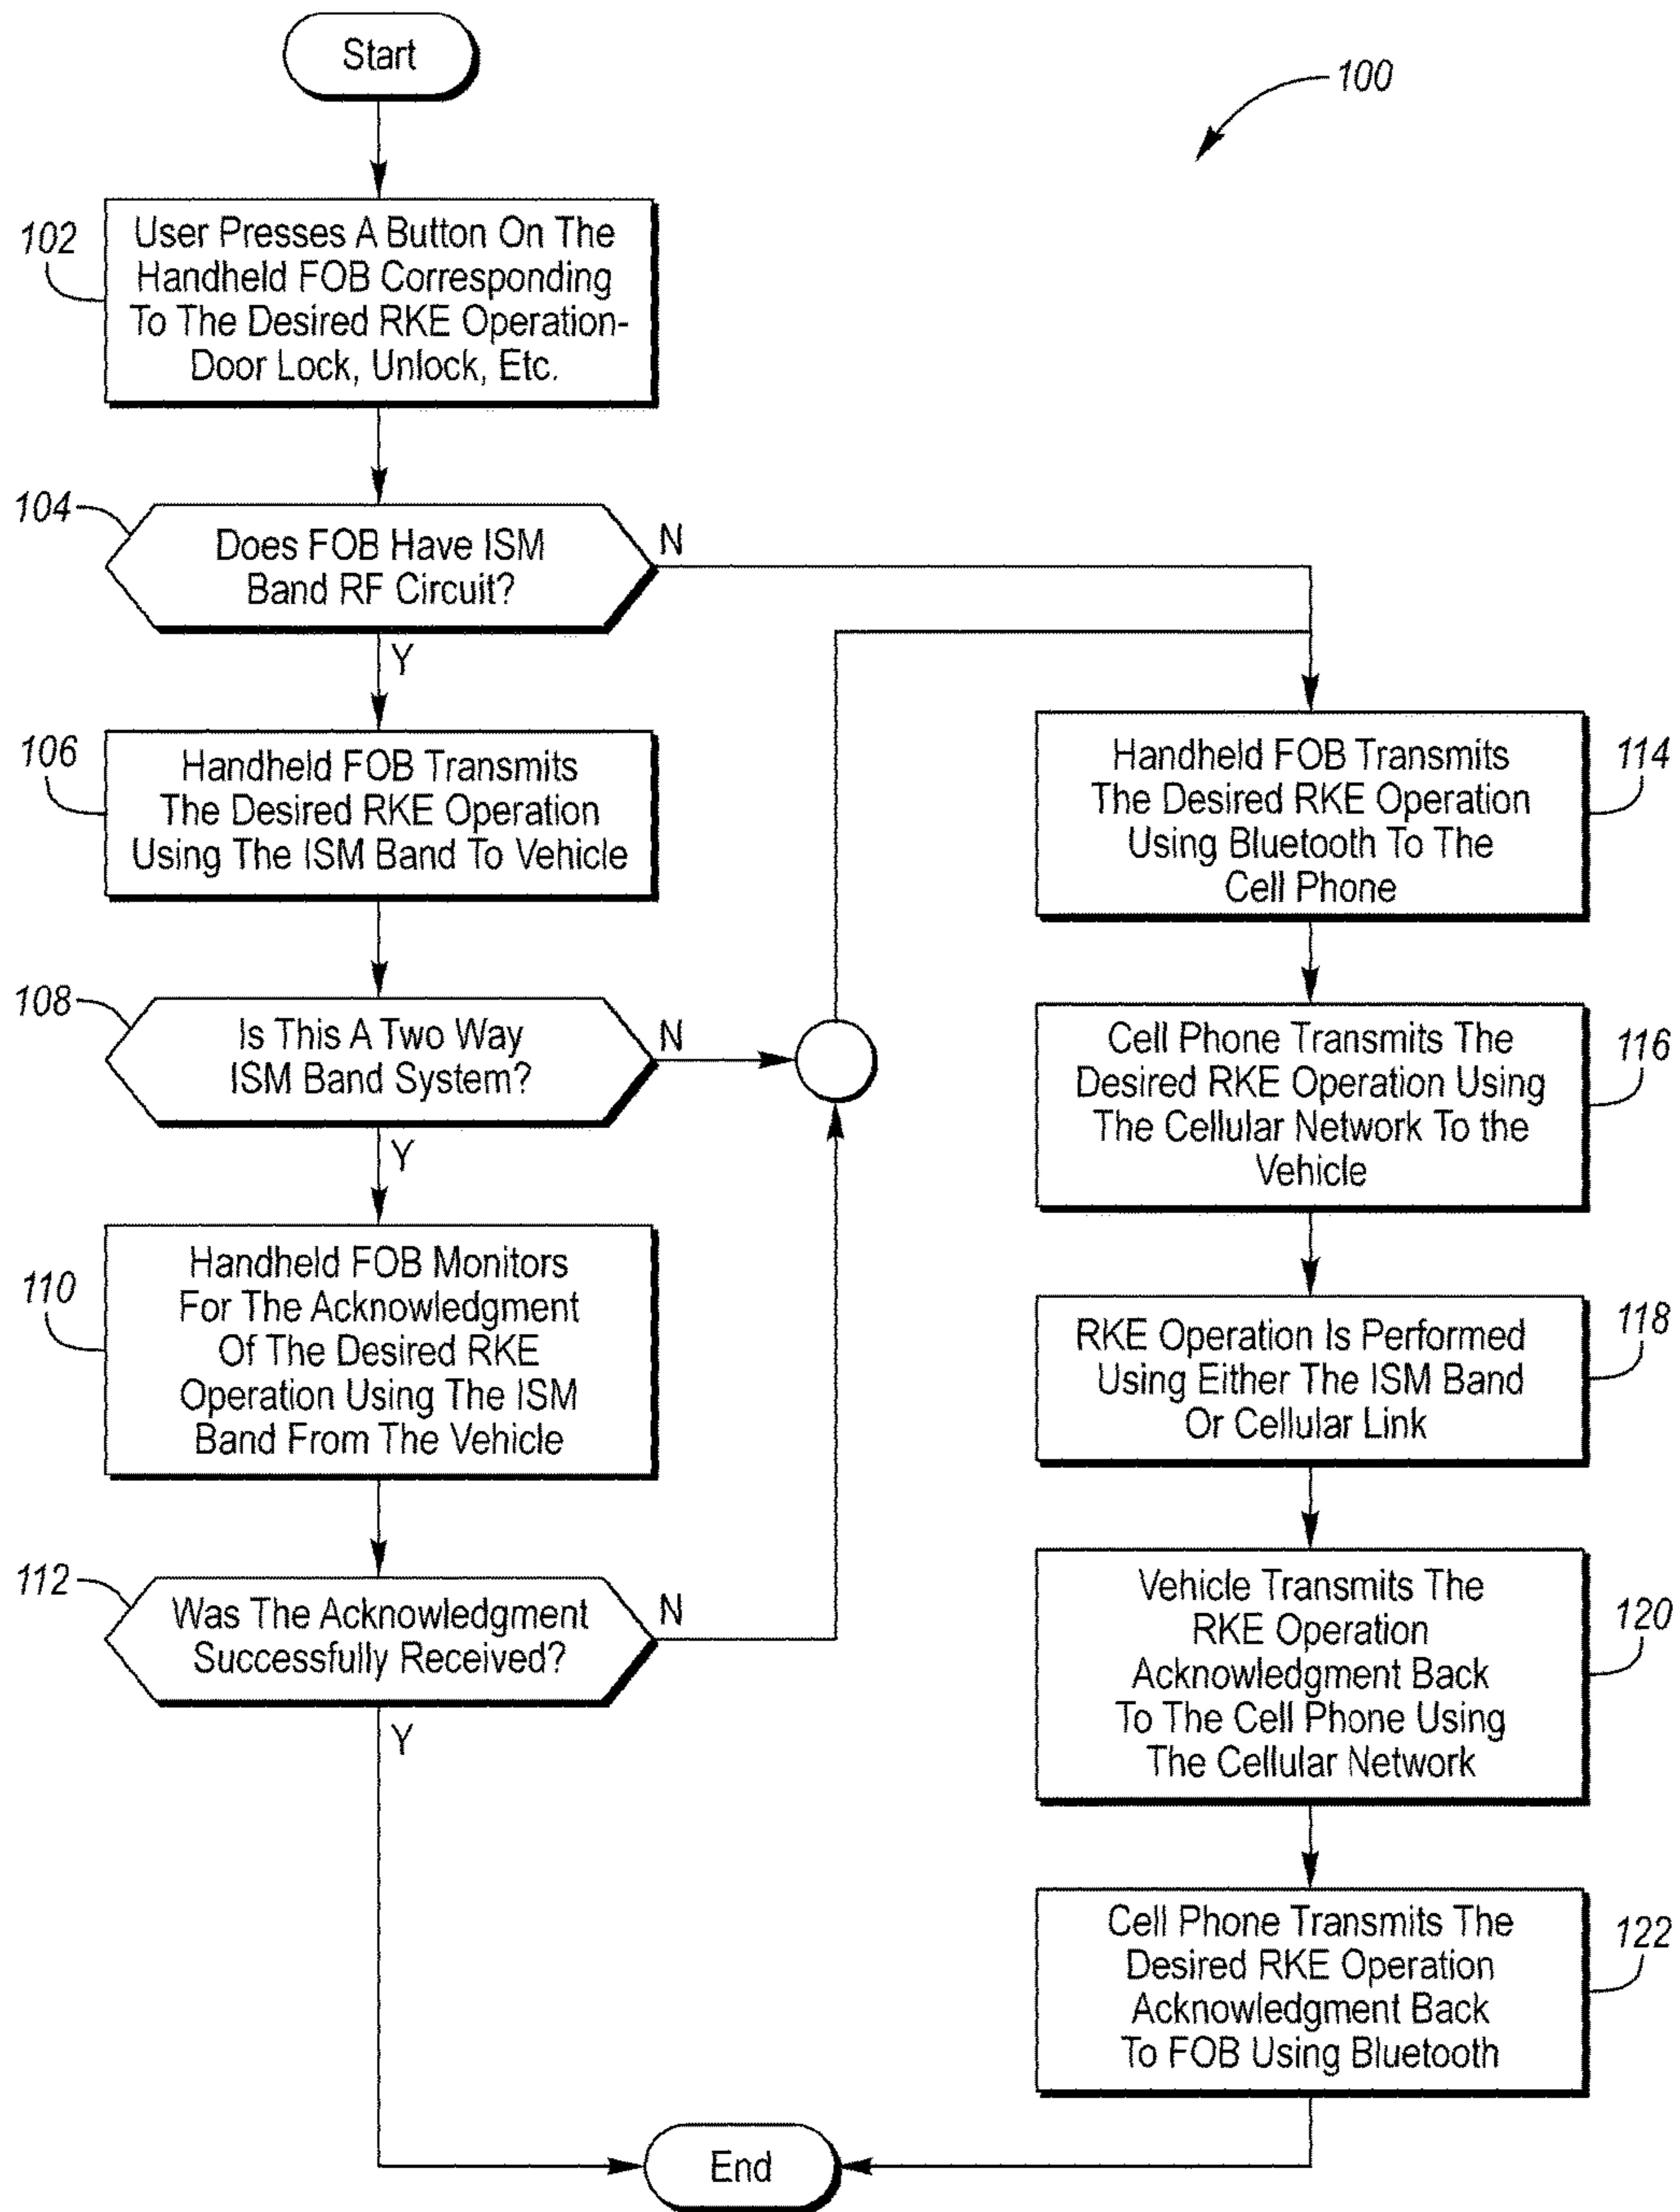 Start
100
102
User Presses A Button On The
Handheld FOB Corresponding
To The Desired RKE Operation-
Door Lock, Unlock, Etc.
104
Does FOB Have ISM
Band RF Circuit?
N
Y
106
Handheld FOB Transmits
The Desired RKE Operation
Using The ISM Band To Vehicle
108
Is This A Two Way
ISM Band System?
N
Y
110
Handheld FOB Monitors
For The Acknowledgment
Of The Desired RKE
Operation Using The ISM
Band From The Vehicle
112
Was The Acknowledgment
Successfully Received?
N
Y
114
Handheld FOB Transmits
The Desired RKE Operation
Using Bluetooth To The
Cell Phone
116
Cell Phone Transmits The
Desired RKE Operation Using
The Cellular Network To the
Vehicle
118
RKE Operation Is Performed
Using Either The ISM Band
Or Cellular Link
120
Vehicle Transmits The
RKE Operation
Acknowledgment Back
To The Cell Phone Using
The Cellular Network
122
Cell Phone Transmits The
Desired RKE Operation
Acknowledgment Back
To FOB Using Bluetooth
End